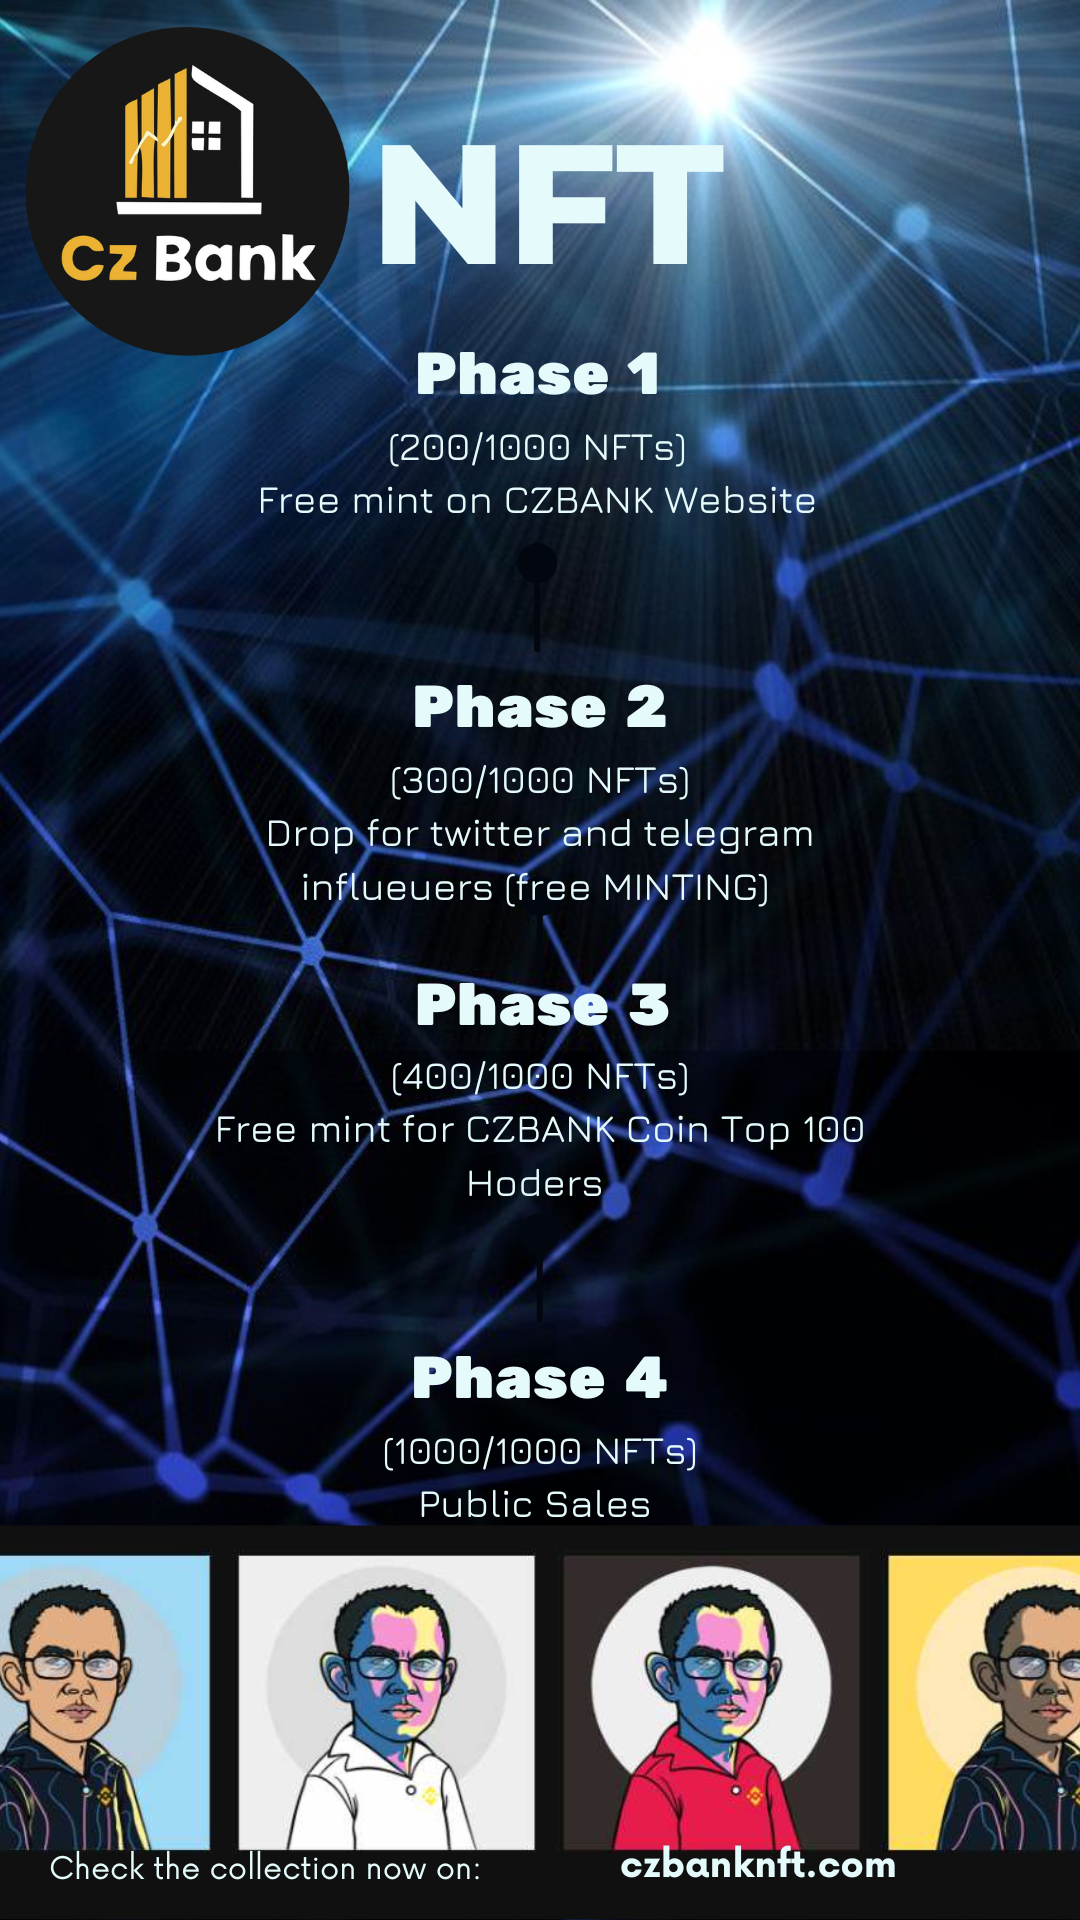 Cz Bank
NFT
Phase 1
(200/1000 NFTs)
Free mint on CZBANK Website
Phase 2
(300/1000 NFTs)
Drop for twitter and telegram
influeuers (free MINTING)
Phase 3
(400/1000 NFTs)
Free mint for CZBANK Coin Top 100
Hoders
Phase 4
(1000/1000 NFTs)
Public Sales
Check the collection now on:
czbanknft.com